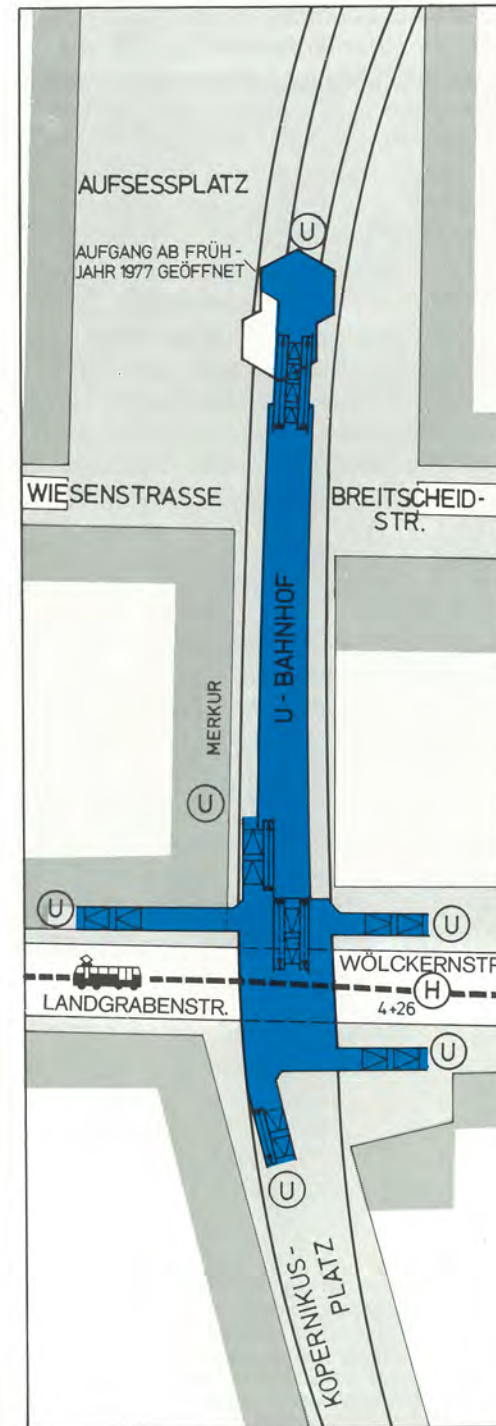 AUFSESSPLATZ
U
AUFGANG AB FRÜH-
JAHR 1977 GEÖFFNET
WIESENSTRASSE
BREITSCHEID-
STR.
U-BAHNHOF
MERKUR
U
U
U
WÖLCKERNSTR
H
LANDGRABENSTR.
4+26
U
U
KOPERNIKUS-
PLATZ